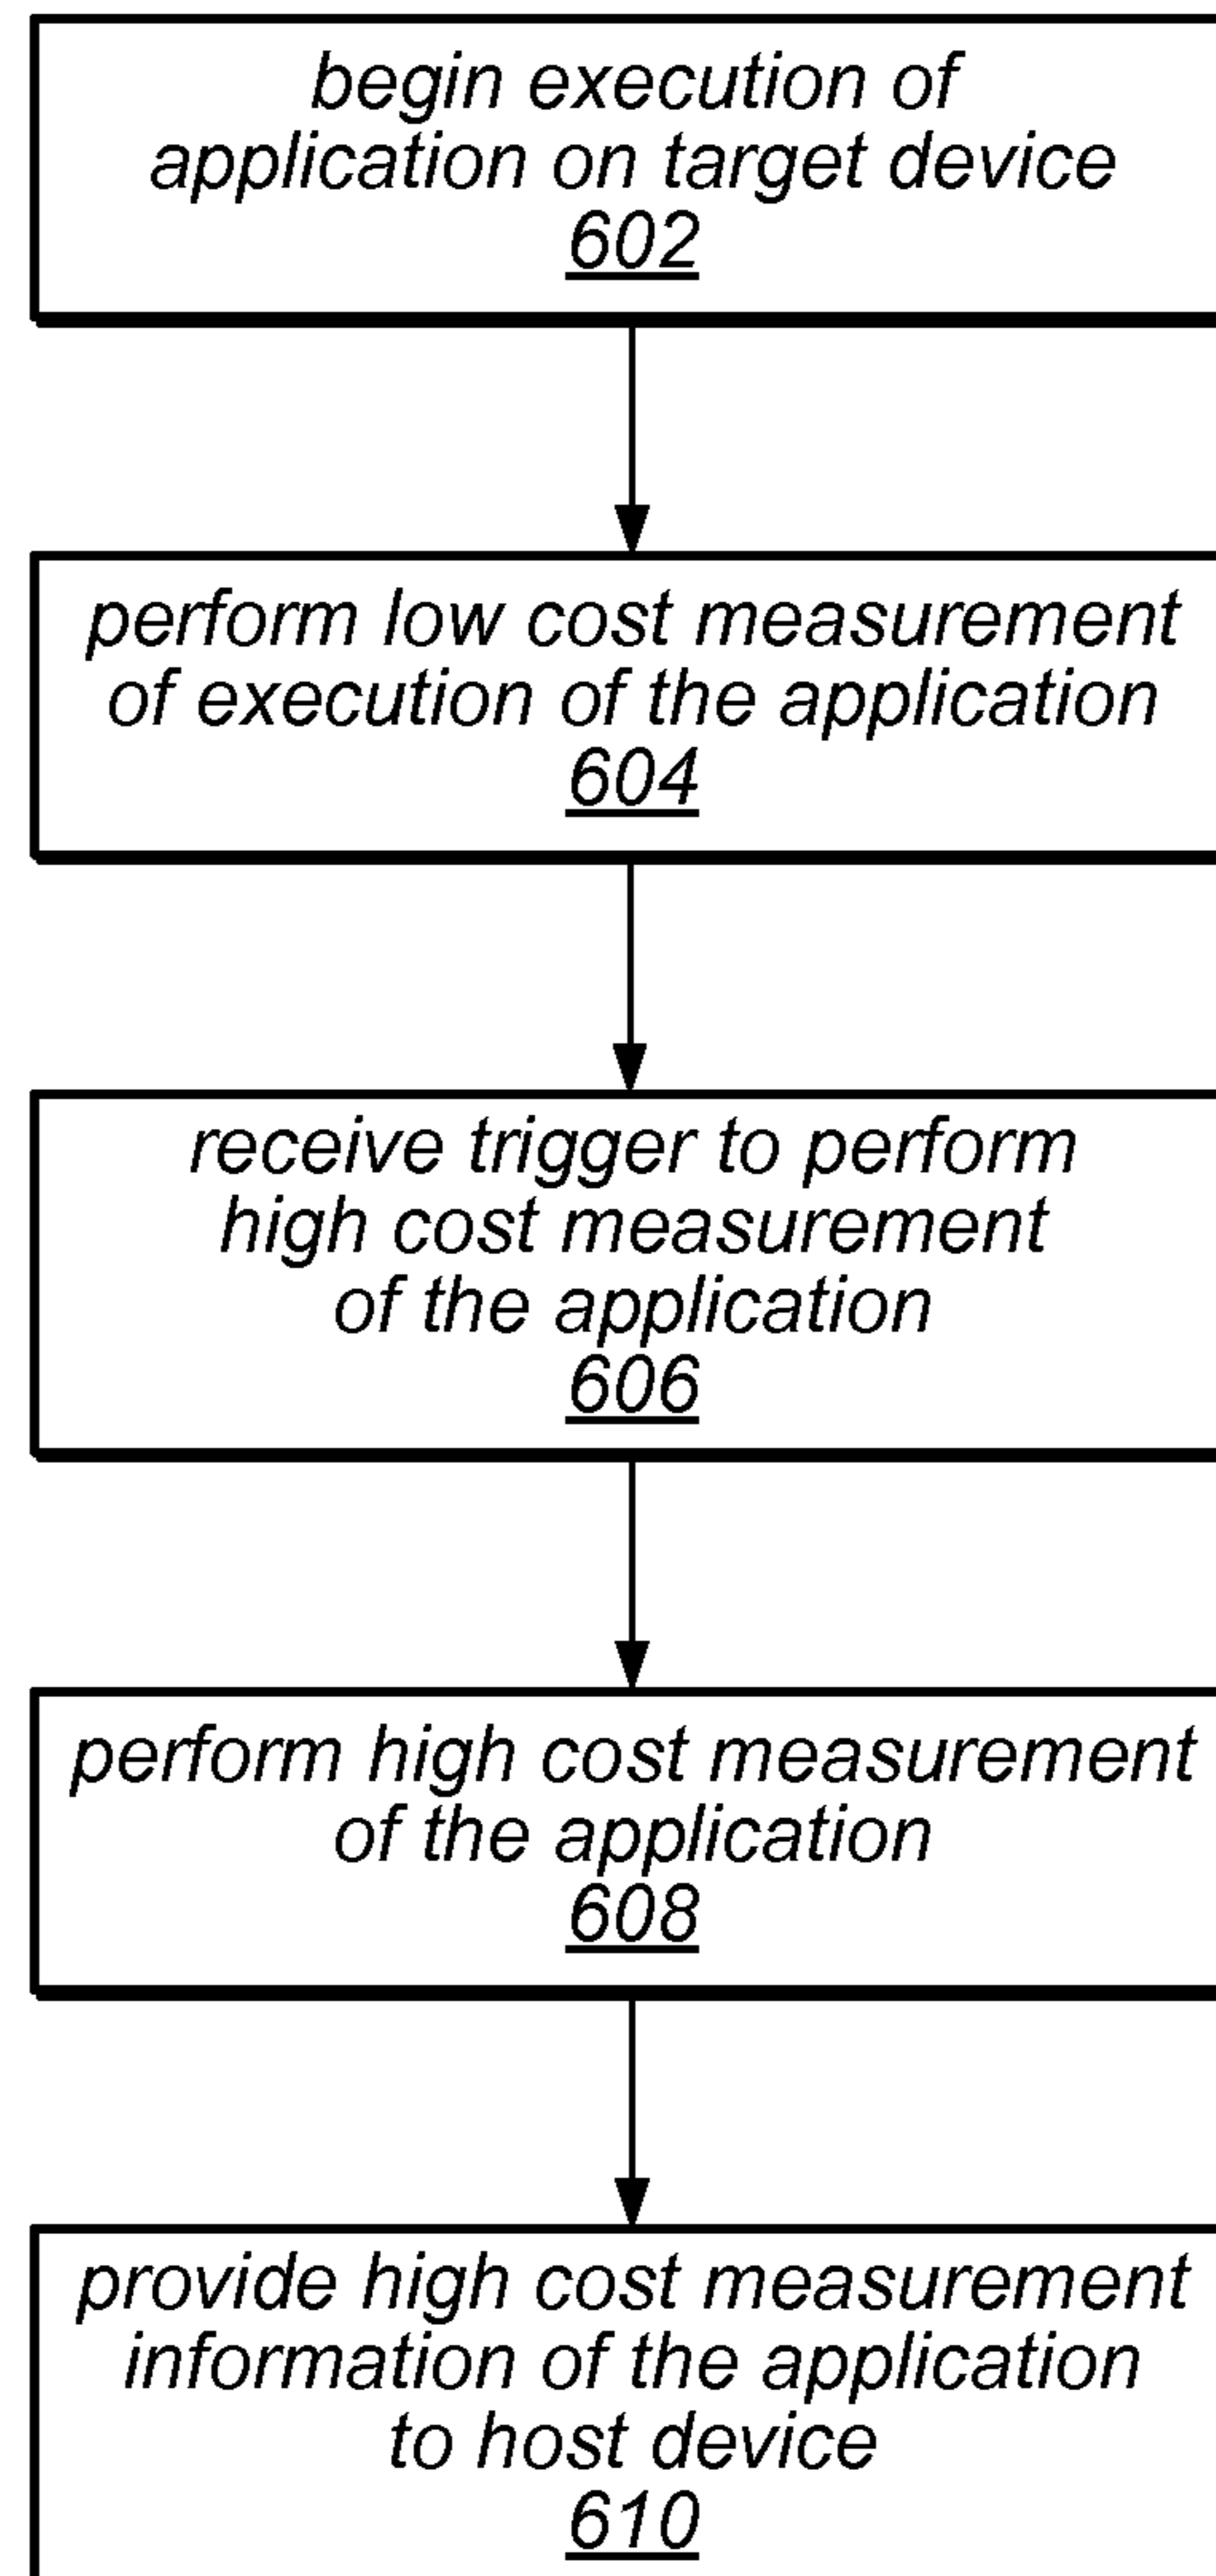 begin execution of
application on target device
602
perform low cost measurement
of execution of the application
604
receive trigger to perform
high cost measurement
of the application
606
perform high cost measurement
of the application
608
provide high cost measurement
information of the application
to host device
610